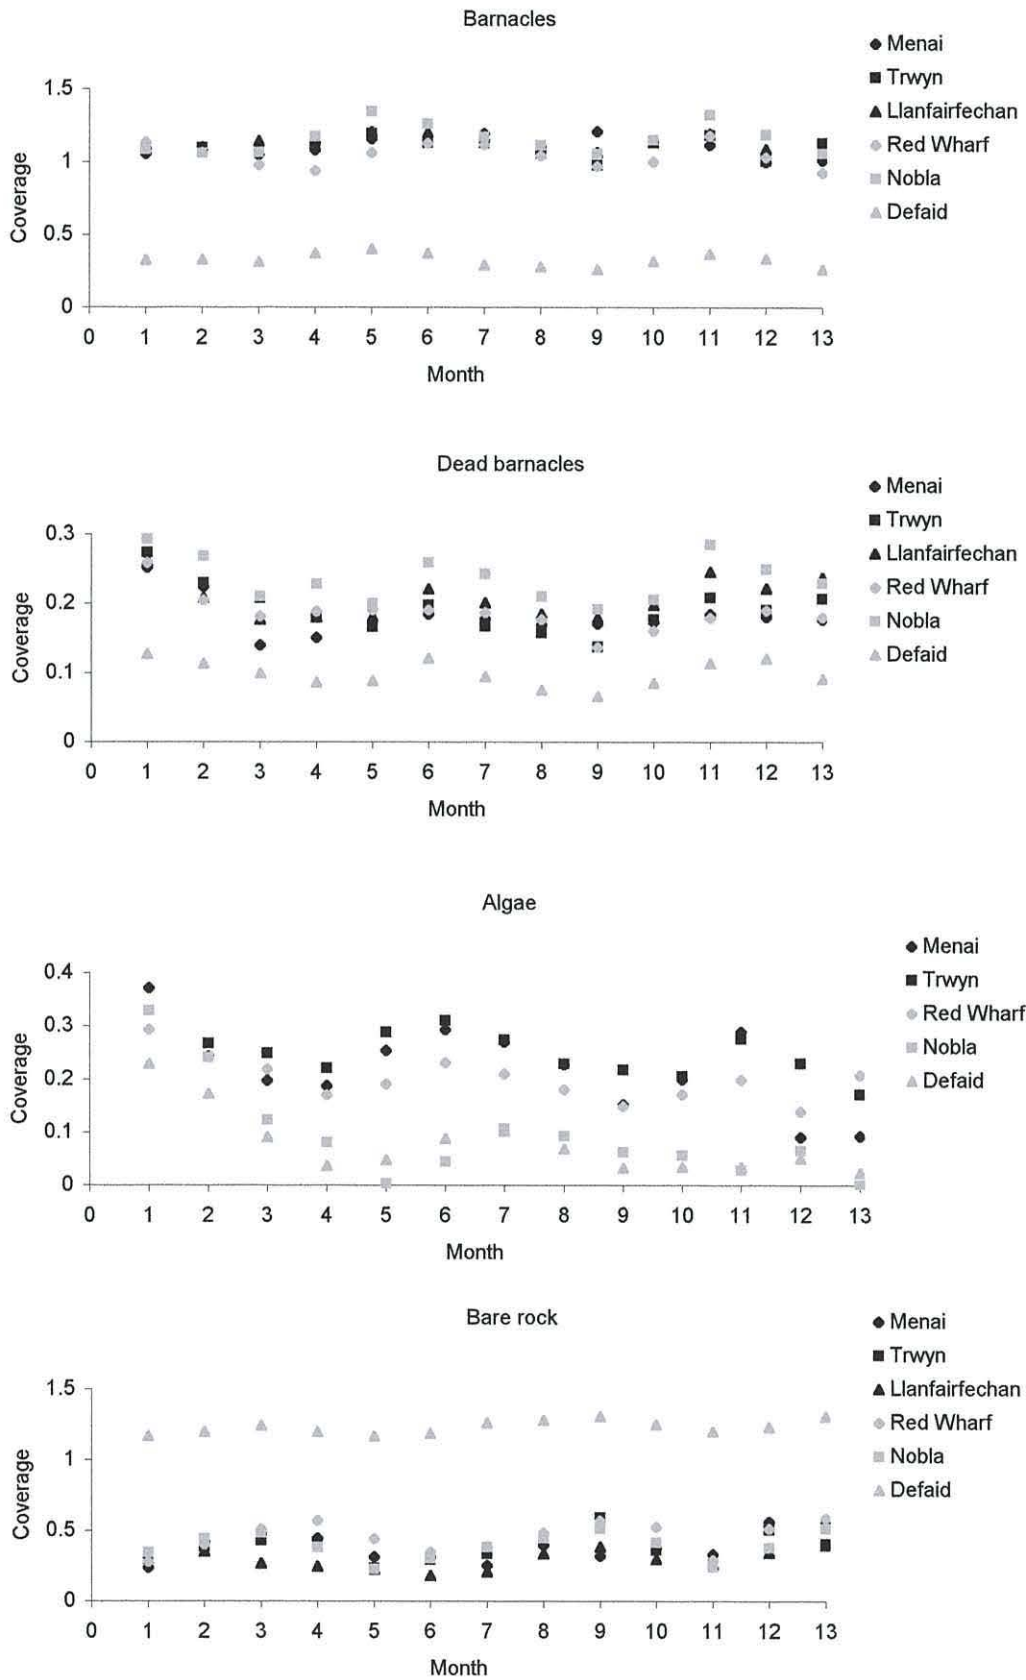 Barnacles
Menai
Trwyn
Llanfairfechan
Red Wharf
Nobla
Defaid
1.5
1
0.5
0
Coverage
0 1 2 3 4 5 6 7 8 9 10 11 12 13
Month
Dead barnacles
Menai
Trwyn
Llanfairfechan
Red Wharf
Nobla
Defaid
0.3
0.2
0.1
0
Coverage
0 1 2 3 4 5 6 7 8 9 10 11 12 13
Month
Algae
Menai
Trwyn
Red Wharf
Nobla
Defaid
0.4
0.3
0.2
0.1
0
Coverage
0 1 2 3 4 5 6 7 8 9 10 11 12 13
Month
Bare rock
Menai
Trwyn
Llanfairfechan
Red Wharf
Nobla
Defaid
1.5
1
0.5
0
Coverage
0 1 2 3 4 5 6 7 8 9 10 11 12 13
Month